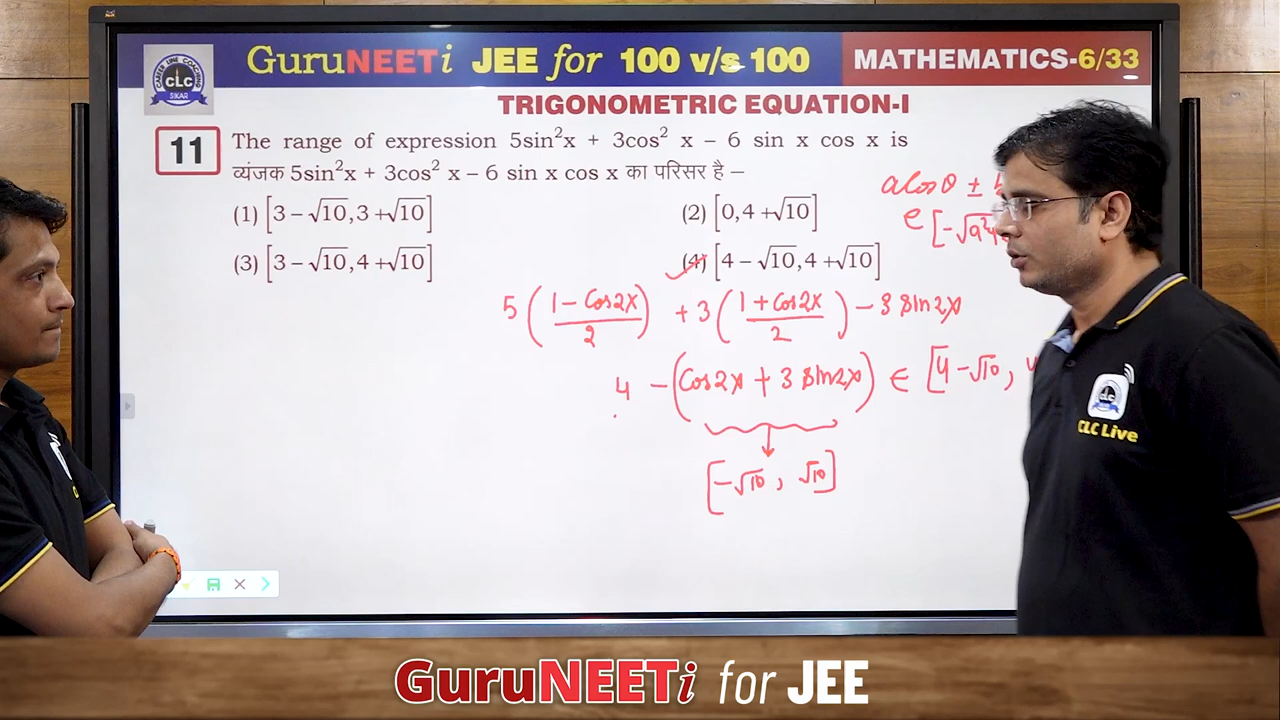 GuruNEETi JEE for 100 v/s 100 MATHEMATICS-6/33
CLC
SIKAR
TRIGONOMETRIC EQUATION-I
11 The range of expression 5sin²x + 3cos² x – 6 sin x cos x is
व्यंजक 5sin²x + 3cos² x – 6 sin x cos x का परिसर है –
(1) [3 – √10, 3 + √10] (2) [0, 4 + √10]
(3) [3 – √10, 4 + √10] (4) [4 – √10, 4 + √10]
a cos θ ±
∈ [-√a²+
5 (1 - cos2x / 2) + 3 (1 + cos2x / 2) - 3 sin2x
4 - (cos2x + 3 sin2x) ∈ [4 - √10,
[-√10, √10]
CLC Live
GuruNEETi for JEE